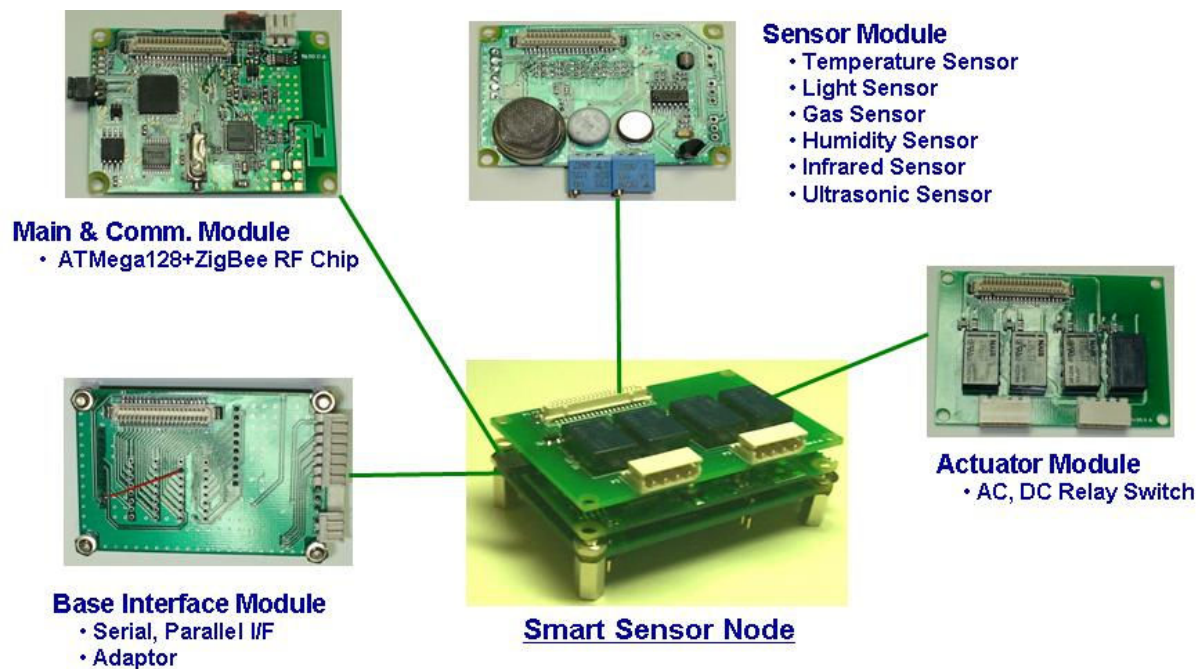 Sensor Module
• Temperature Sensor
• Light Sensor
• Gas Sensor
• Humidity Sensor
• Infrared Sensor
• Ultrasonic Sensor
Main & Comm. Module
• ATMega128+ZigBee RF Chip
Actuator Module
• AC, DC Relay Switch
Base Interface Module
• Serial, Parallel I/F
• Adaptor
Smart Sensor Node